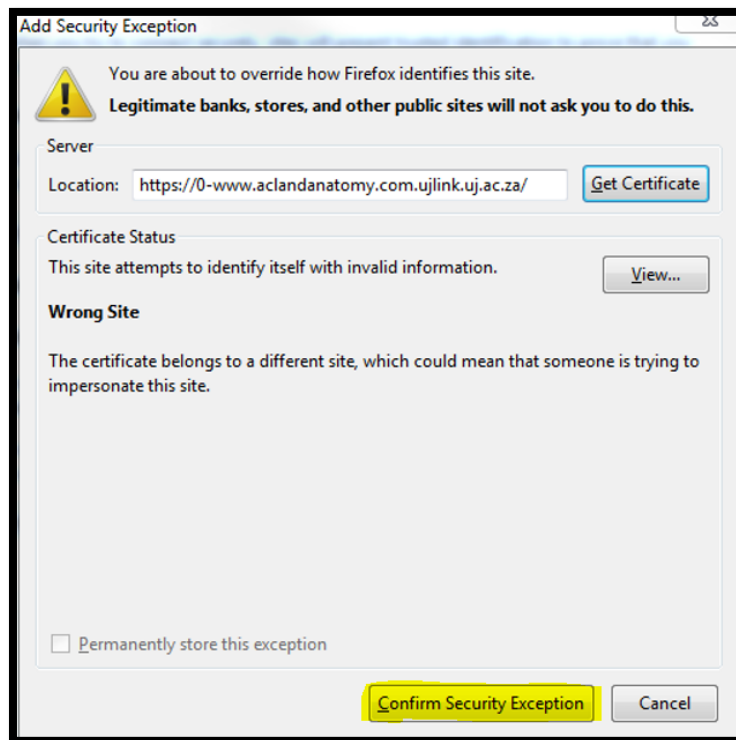 Add Security Exception
You are about to override how Firefox identifies this site.
Legitimate banks, stores, and other public sites will not ask you to do this.
Server
Location: https://0-www.aclandanatomy.com.ujlink.uj.ac.za/ Get Certificate
Certificate Status
This site attempts to identify itself with invalid information. View...
Wrong Site
The certificate belongs to a different site, which could mean that someone is trying to
impersonate this site.
Permanently store this exception
Confirm Security Exception Cancel